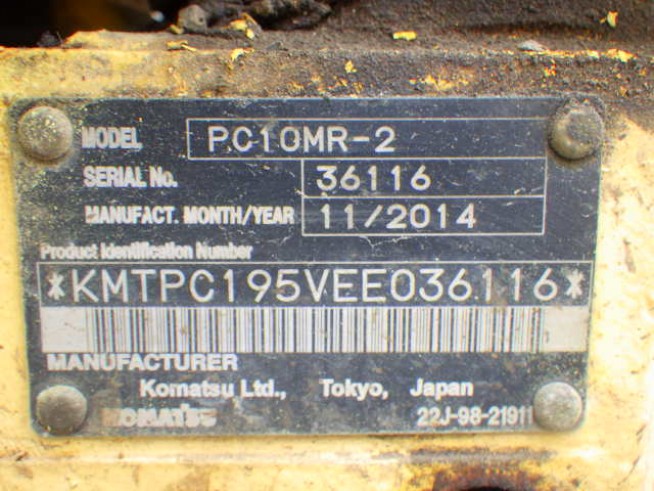 MODEL PC10MR-2
SERIAL No. 36116
MANUFACT. MONTH/YEAR 11/2014
Product Identification Number
*KMTPC195VEE036116*
MANUFACTURER
Komatsu Ltd., Tokyo, Japan
KOMATSU 22J-98-21911